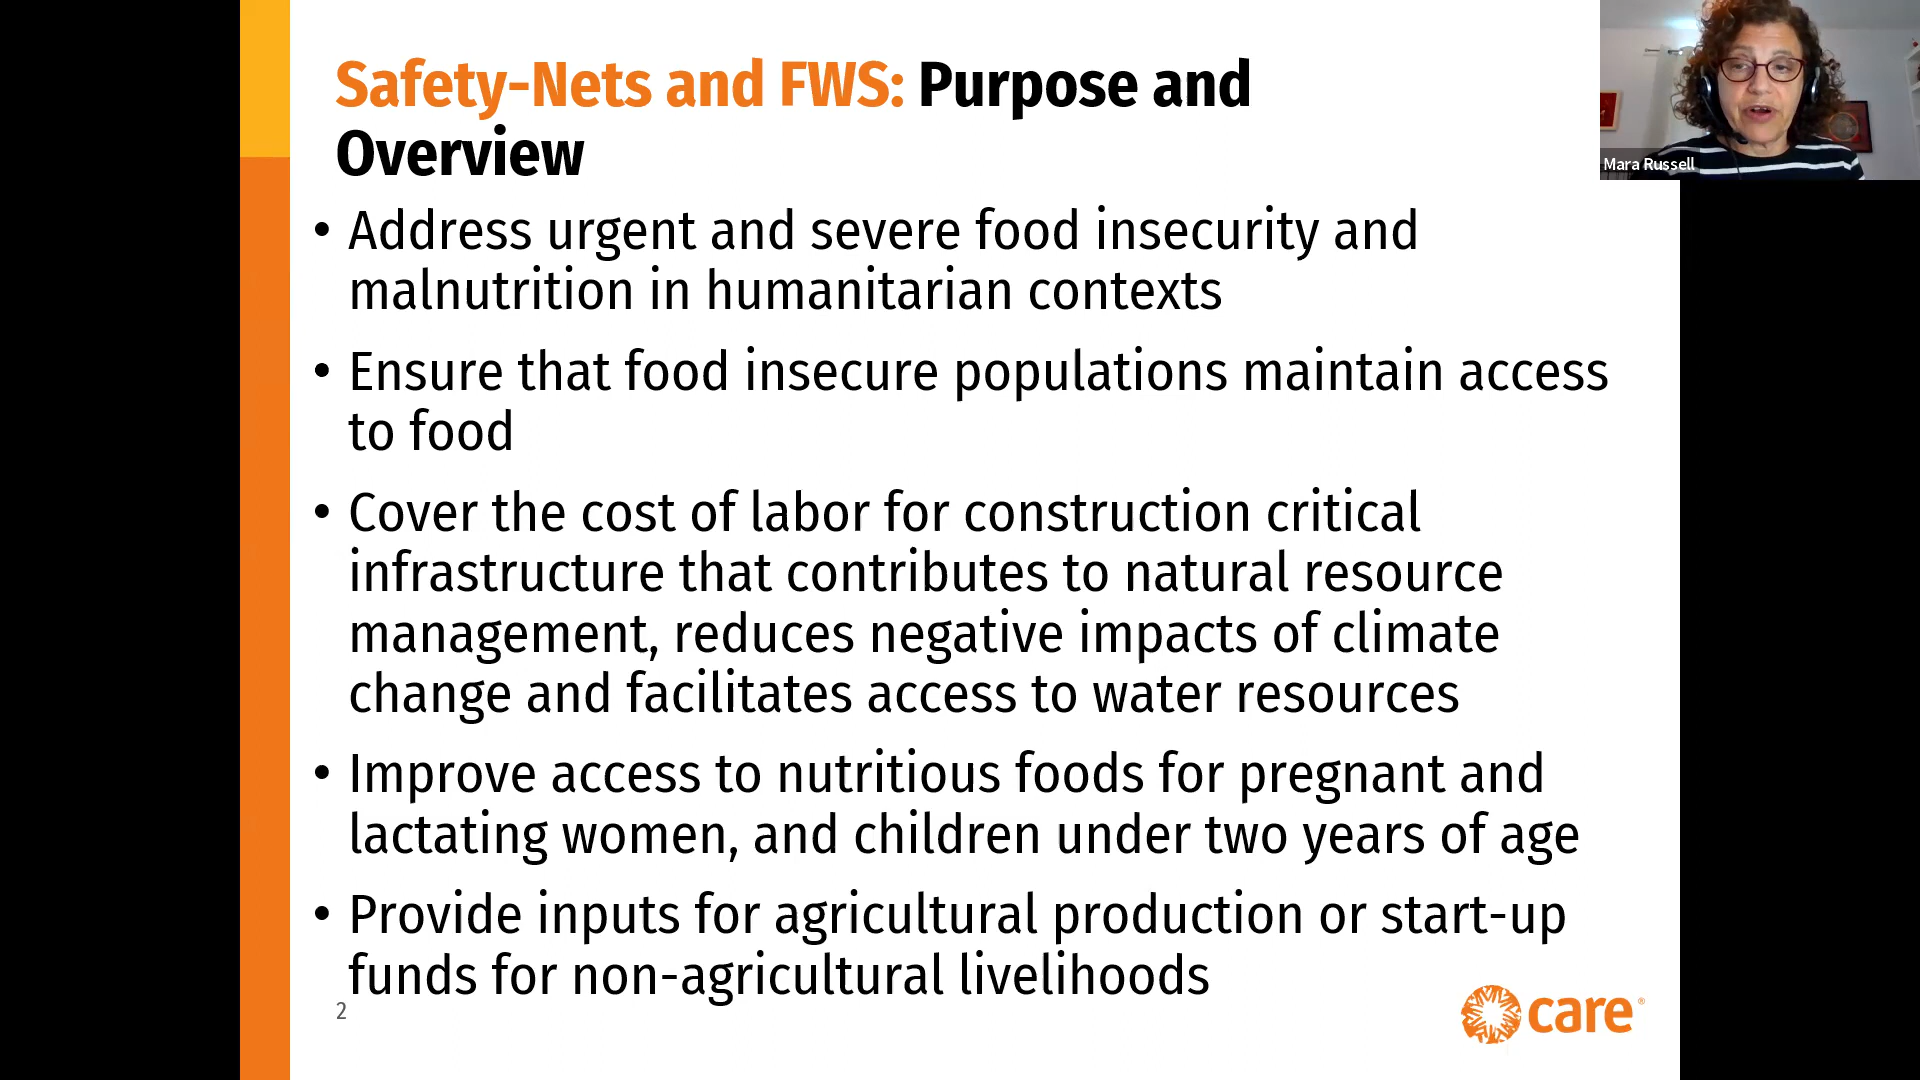 Safety-Nets and FWS: Purpose and
Overview
• Address urgent and severe food insecurity and
malnutrition in humanitarian contexts
• Ensure that food insecure populations maintain access
to food
• Cover the cost of labor for construction critical
infrastructure that contributes to natural resource
management, reduces negative impacts of climate
change and facilitates access to water resources
• Improve access to nutritious foods for pregnant and
lactating women, and children under two years of age
• Provide inputs for agricultural production or start-up
funds for non-agricultural livelihoods
2
care®
Mara Russell